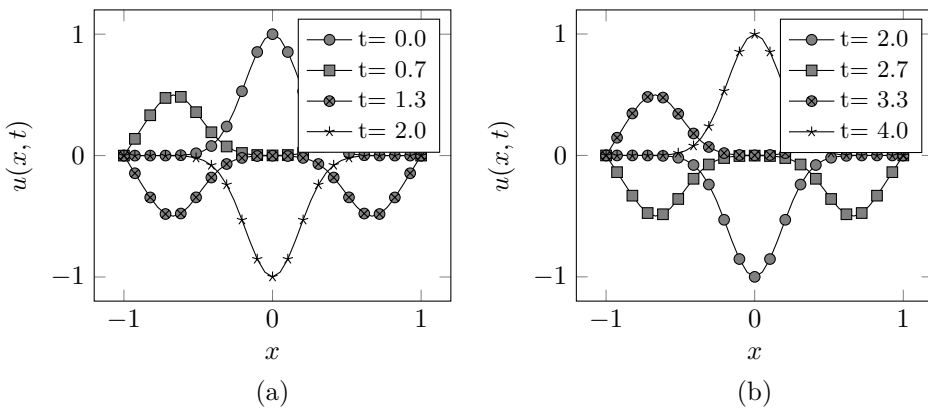 1
0
−1
−1
0
1
u(x, t)
x
t= 0.0
t= 0.7
t= 1.3
t= 2.0
(a)
1
0
−1
−1
0
1
u(x, t)
x
t= 2.0
t= 2.7
t= 3.3
t= 4.0
(b)